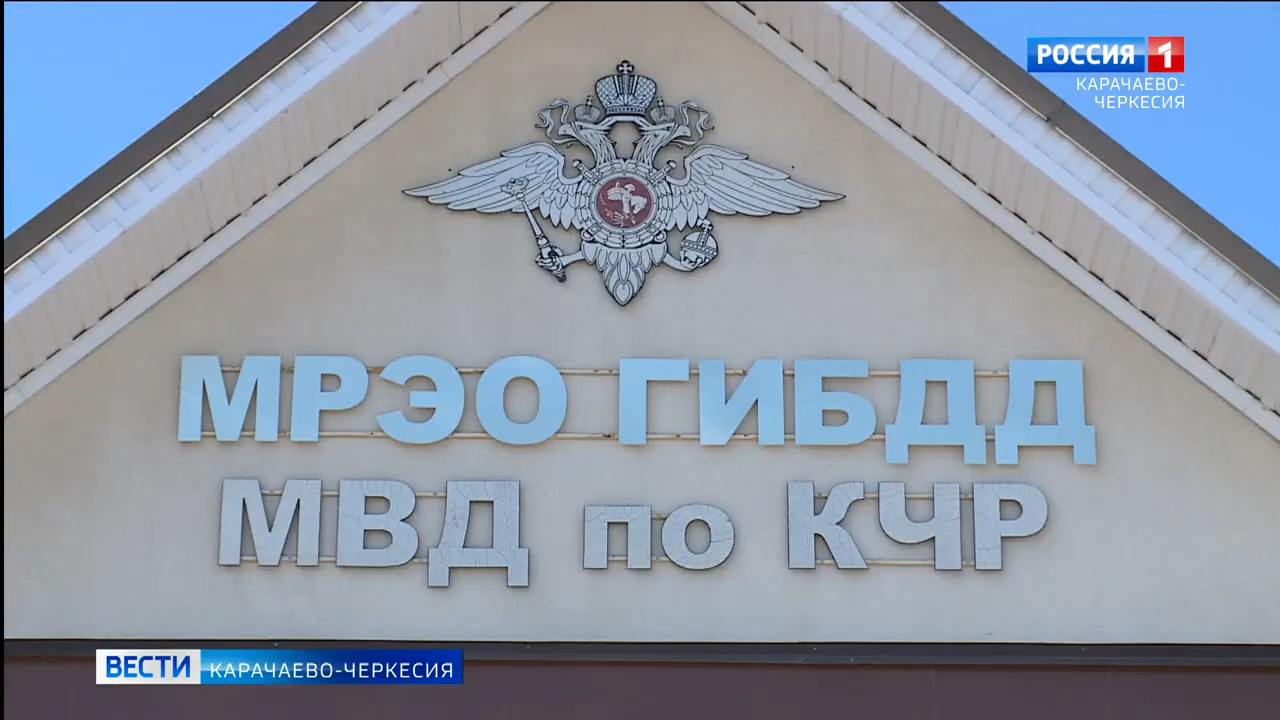 РОССИЯ 1
КАРАЧАЕВО-
ЧЕРКЕСИЯ
МРЭО ГИБДД
МВД по КЧР
ВЕСТИ КАРАЧАЕВО-ЧЕРКЕСИЯ